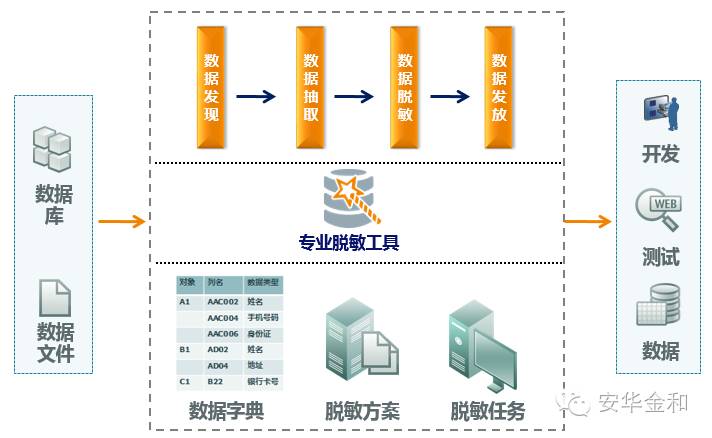 数据发现
数据抽取
数据脱敏
数据发放
数据
库
数据
文件
专业脱敏工具
对象 列名 数据类型
A1 AAC002 姓名
AAC004 手机号码
AAC006 身份证
B1 AD02 姓名
AD04 地址
C1 B22 银行卡号
数据字典
脱敏方案
脱敏任务
开发
WEB
测试
数据
安华金和